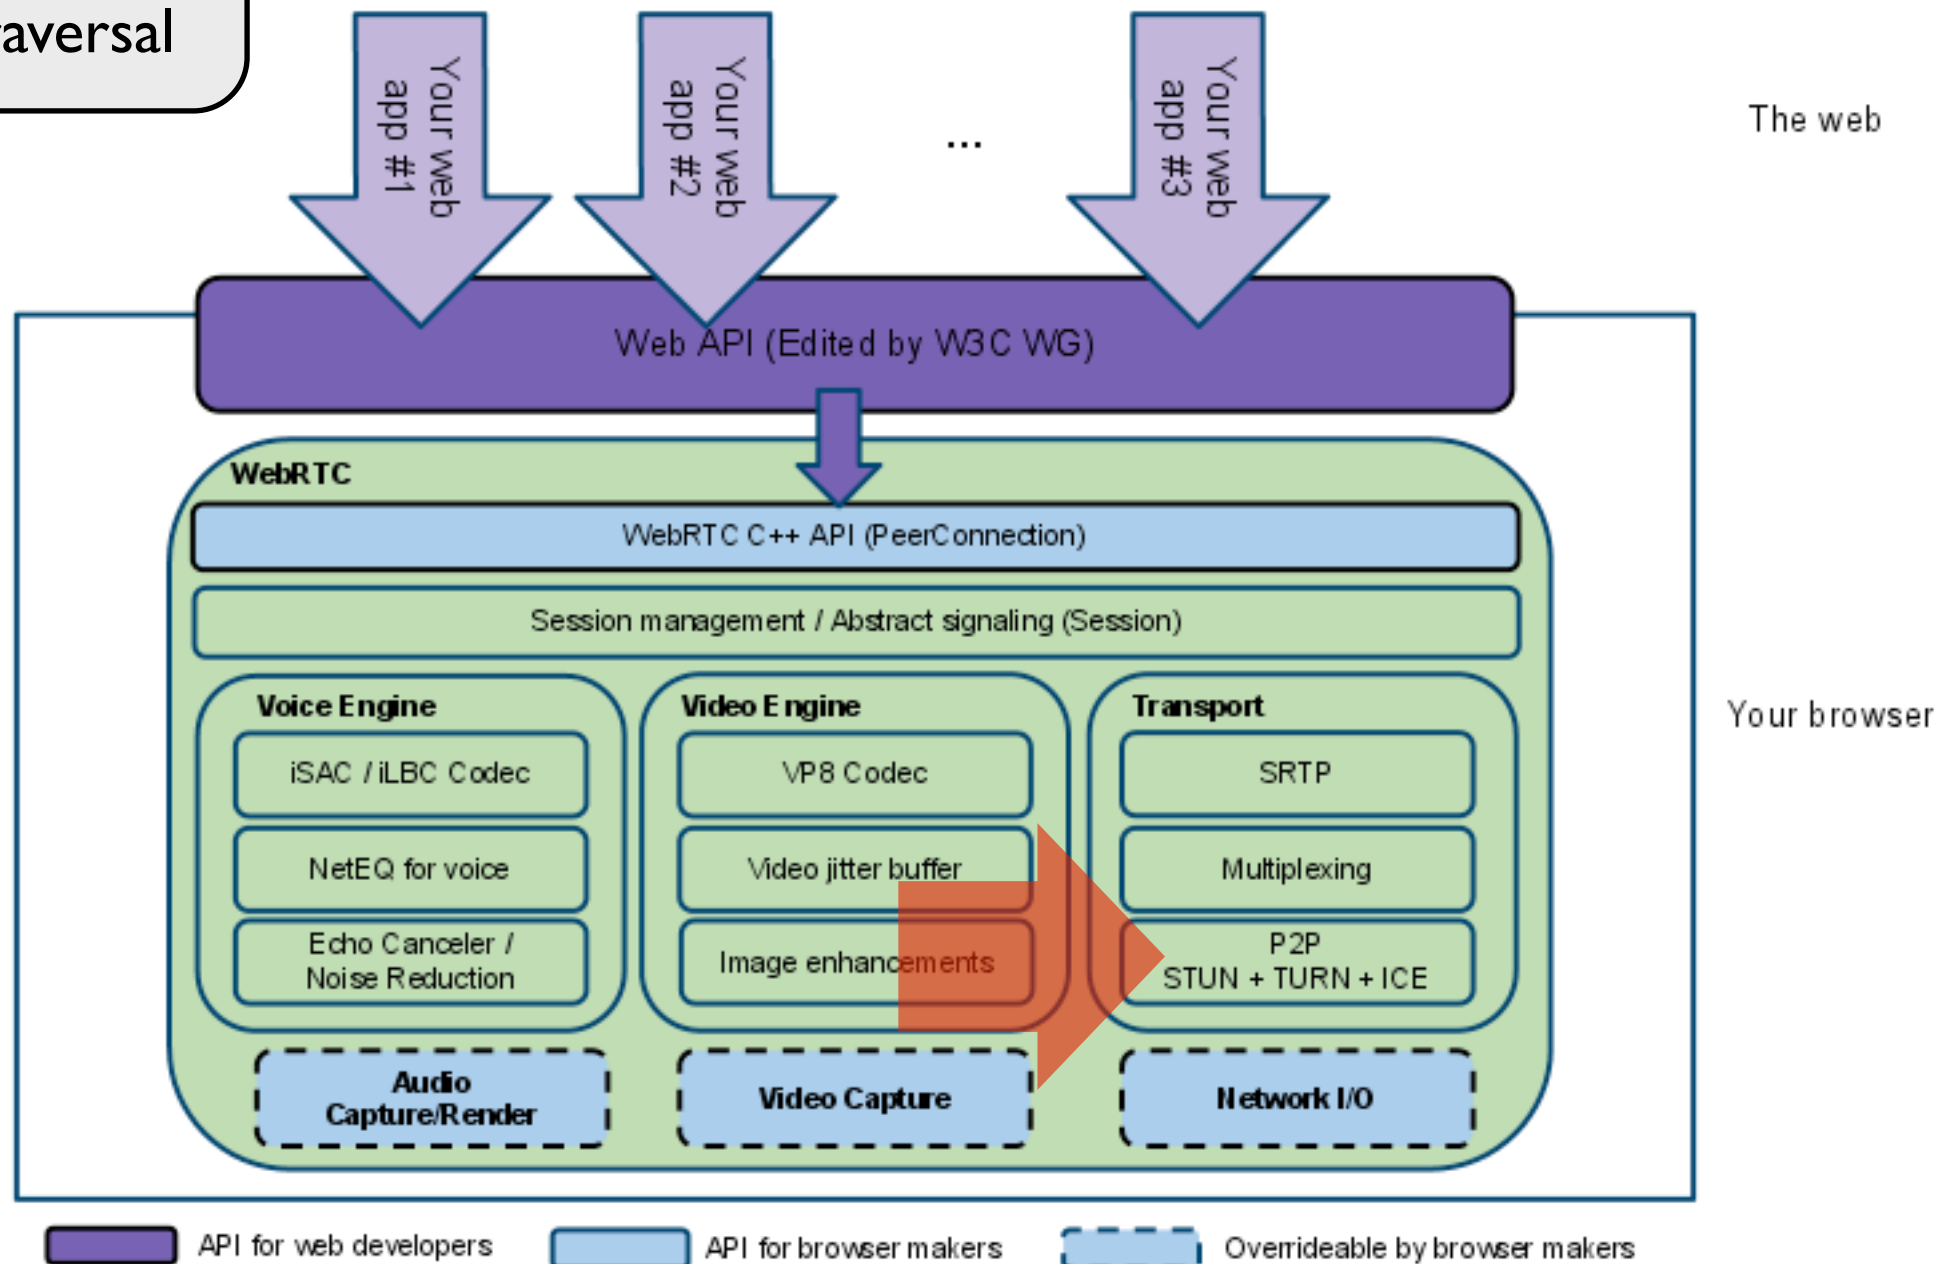 raversal
Your web
app #1
Your web
app #2
...
Your web
app #3
The web
Web API (Edited by W3C WG)
WebRTC
WebRTC C++ API (PeerConnection)
Session management / Abstract signaling (Session)
Voice Engine
iSAC / iLBC Codec
NetEQ for voice
Echo Canceler /
Noise Reduction
Video Engine
VP8 Codec
Video jitter buffer
Image enhancements
Transport
SRTP
Multiplexing
P2P
STUN + TURN + ICE
Your browser
Audio
Capture/Render
Video Capture
Network I/O
API for web developers
API for browser makers
Overrideable by browser makers